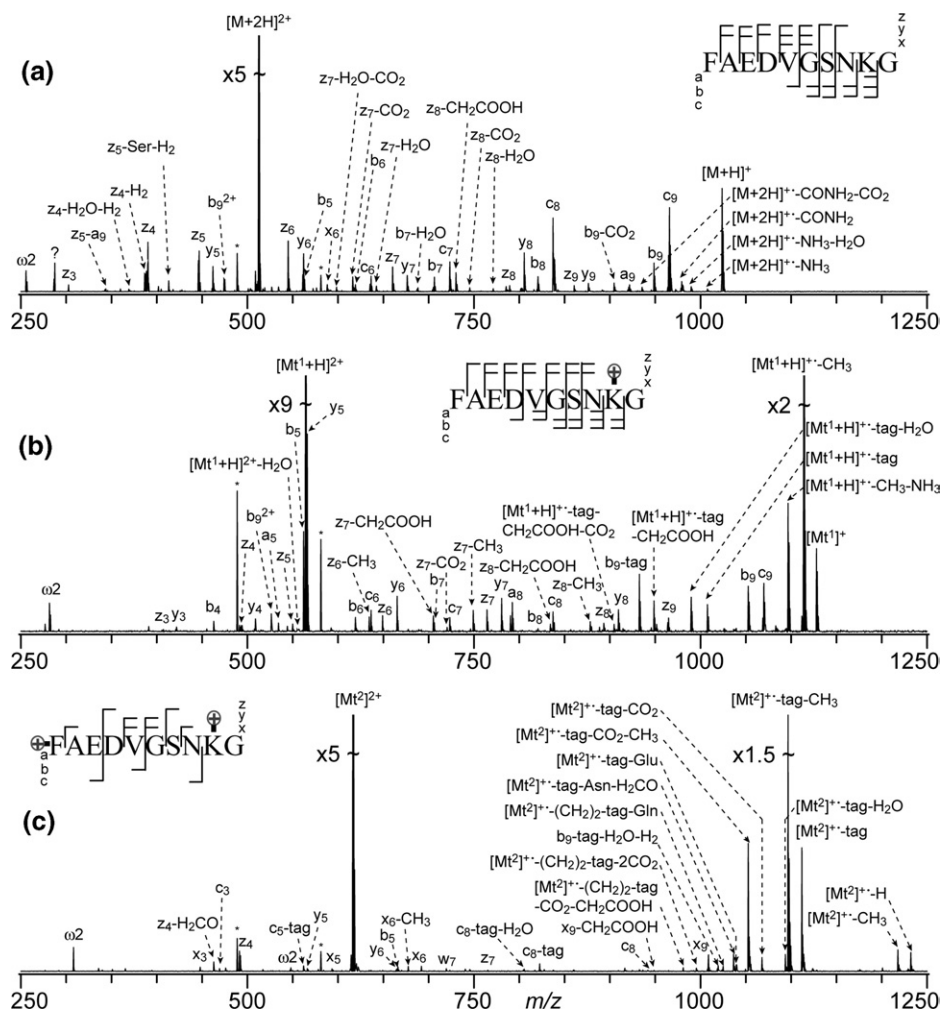 (a)
[M+2H]²⁺
x5 ~
z₇-H₂O-CO₂
z₇-CO₂
b₆
z₇-H₂O
z₈-CH₂COOH
z₈-CO₂
z₈-H₂O
z
y
x
FAEDVGSNKG
a
b
c
z₅-Ser-H₂
z₄-H₂
z₄-H₂O-H₂
z₅-a₉
z₄
b₉²⁺
ω2
?
z₃
z₅
y₅
*
z₆
y₆
b₅
*
x₆
c₆
z₇
y₇
b₇-H₂O
b₇
c₇
z₈
y₈
b₈
c₈
z₉
y₉
b₉-CO₂
a₉
b₉
c₉
[M+H]⁺
[M+2H]⁺˙-CONH₂-CO₂
[M+2H]⁺˙-CONH₂
[M+2H]⁺˙-NH₃-H₂O
[M+2H]⁺˙-NH₃
250 500 750 1000 1250
(b)
[Mt¹+H]²⁺
x9 ~
y₅
b₅
[Mt¹+H]²⁺-H₂O
b₉²⁺
a₅
z₄
z₅
⊕
z
y
x
FAEDVGSNKG
a
b
c
[Mt¹+H]⁺˙-CH₃
x2 ~
[Mt¹+H]⁺˙-tag-H₂O
[Mt¹+H]⁺˙-tag
[Mt¹+H]⁺˙-CH₃-NH₃
[Mt¹]⁺
ω2
z₃
y₃
b₄
*
y₄
*
z₆-CH₃
b₆
c₆
z₆
y₆
z₇-CH₂COOH
b₇
z₇-CO₂
c₇
z₇-CH₃
z₇
y₇
a₈
z₈-CH₂COOH
b₈
c₈
z₈-CH₃
z₈
y₈
[Mt¹+H]⁺˙-tag-
CH₂COOH-CO₂
b₉-tag
[Mt¹+H]⁺˙-tag
-CH₂COOH
z₉
b₉
c₉
250 500 750 1000 1250
(c)
⊕
⊕
z
y
x
FAEDVGSNKG
a
b
c
[Mt²]²⁺
x5 ~
[Mt²]⁺˙-tag-CO₂
[Mt²]⁺˙-tag-CO₂-CH₃
[Mt²]⁺˙-tag-Glu
[Mt²]⁺˙-tag-Asn-H₂CO
[Mt²]⁺˙-(CH₂)₂-tag-Gln
b₉-tag-H₂O-H₂
[Mt²]⁺˙-(CH₂)₂-tag-2CO₂
[Mt²]⁺˙-(CH₂)₂-tag
-CO₂-CH₂COOH
x₉-CH₂COOH
[Mt²]⁺˙-tag-CH₃
x1.5 ~
[Mt²]⁺˙-tag-H₂O
[Mt²]⁺˙-tag
[Mt²]⁺˙-H
[Mt²]⁺˙-CH₃
ω2
z₄-H₂CO
x₃
c₃
*
z₄
c₅-tag
ω2
y₅
*
x₅
y₆
b₅
x₆-CH₃
x₆
w₇
z₇
c₈-tag-H₂O
c₈-tag
c₈
x₉
250 500 m/z 750 1000 1250